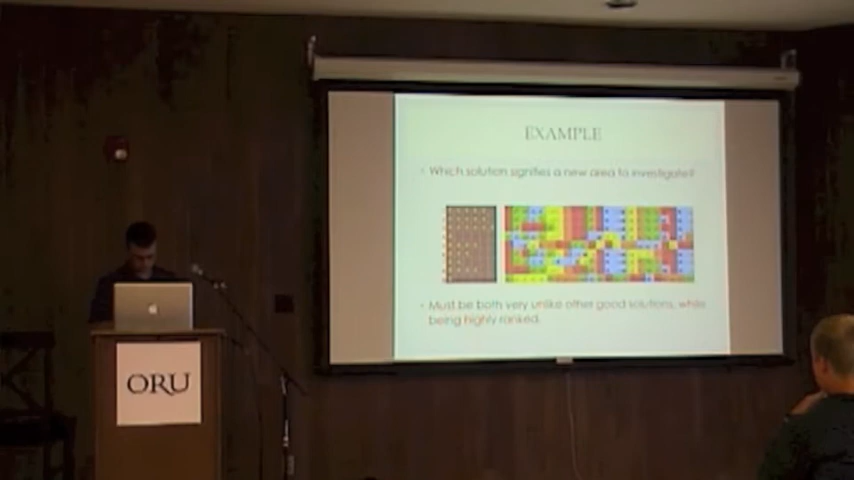 EXAMPLE
• Which solution signifies a new area to investigate?
• Must be both very unlike other good solutions, while
being highly ranked.
ORU